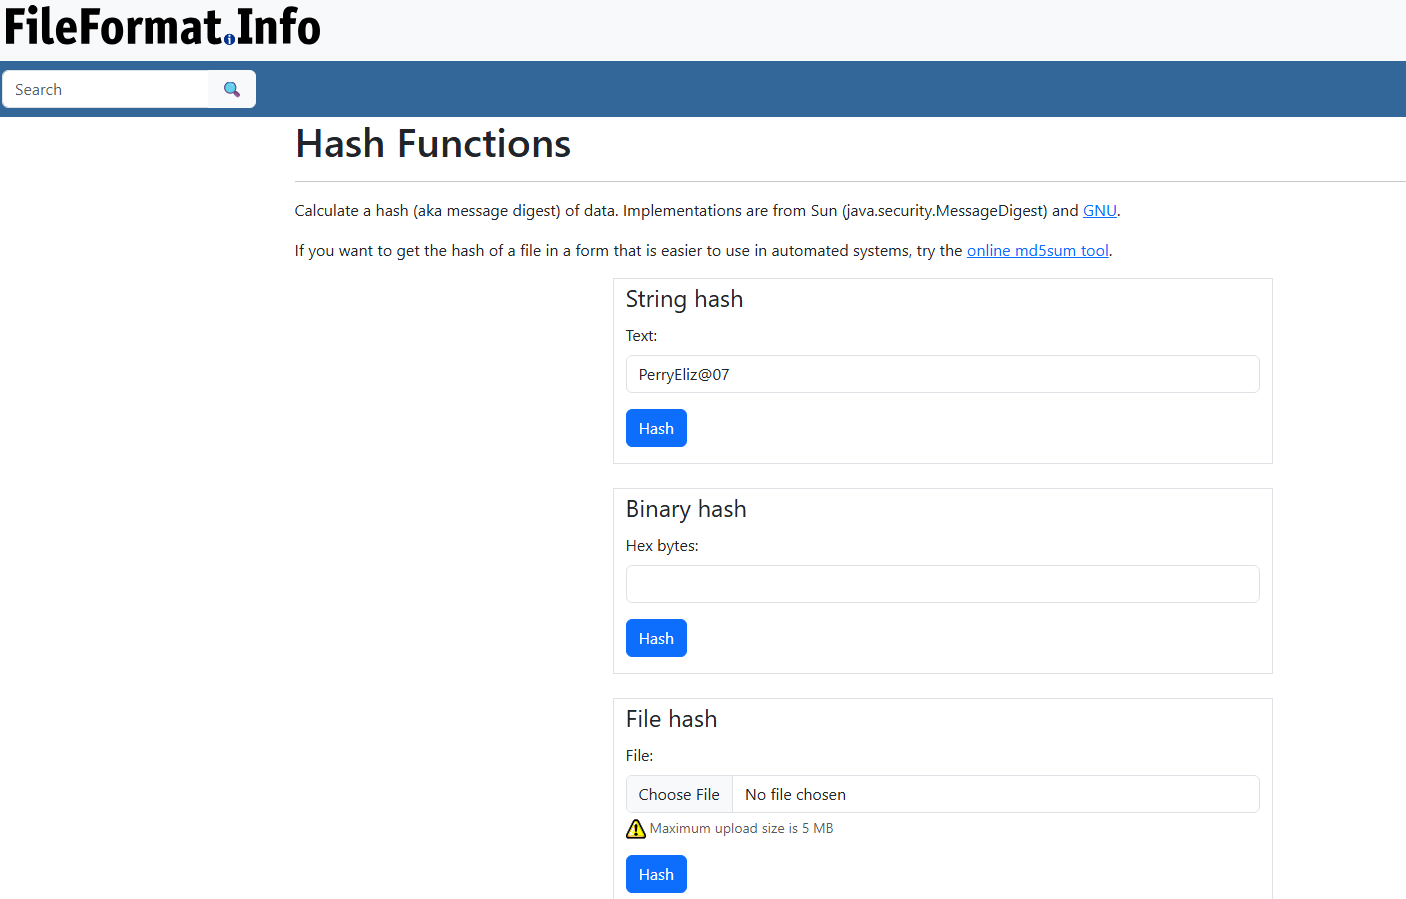 FileFormat.Info
Search
Hash Functions
Calculate a hash (aka message digest) of data. Implementations are from Sun (java.security.MessageDigest) and GNU.
If you want to get the hash of a file in a form that is easier to use in automated systems, try the online md5sum tool.
String hash
Text:
PerryEliz@07
Hash
Binary hash
Hex bytes:
Hash
File hash
File:
Choose File No file chosen
Maximum upload size is 5 MB
Hash